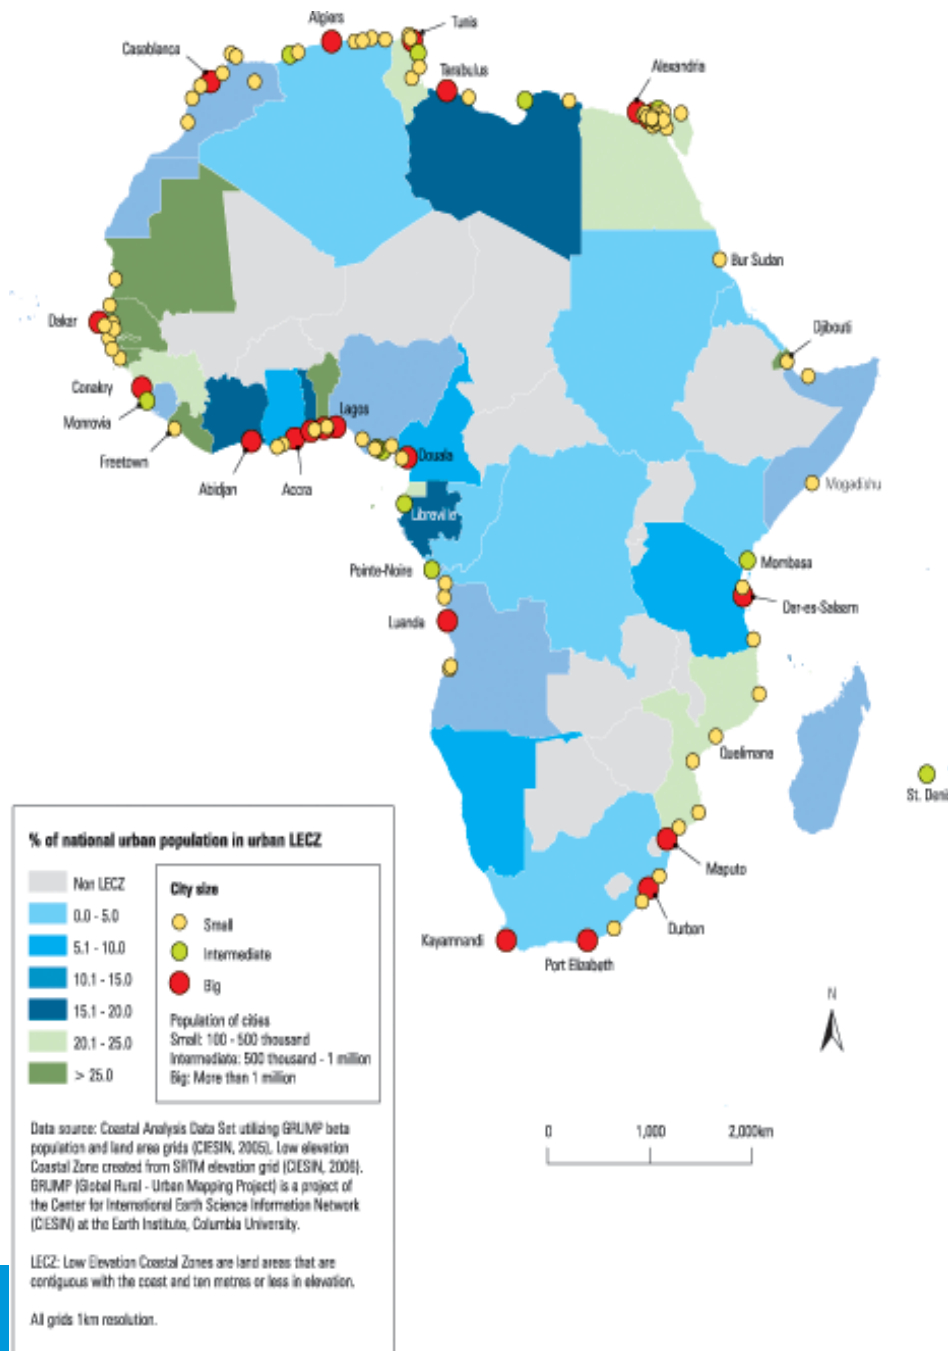 Algiers
Tunis
Casablanca
Tarabulus
Alexandria
Bur Sudan
Daker
Djibouti
Conakry
Lagos
Monrovia
Freetown
Douala
Abidjan
Accra
Mogadishu
Libreville
Pointe-Noire
Mombasa
Dar-es-Salaam
Luanda
Quelimane
St. Deni
Maputo
Durban
Kayamnandi
Port Elizabeth
N
0 1,000 2,000km
% of national urban population in urban LECZ
Non LECZ
0.0 - 5.0
5.1 - 10.0
10.1 - 15.0
15.1 - 20.0
20.1 - 25.0
> 25.0
City size
Small
Intermediate
Big
Population of cities
Small: 100 - 500 thousand
Intermediate: 500 thousand - 1 million
Big: More than 1 million
Data source: Coastal Analysis Data Set utilizing GRUMP beta
population and land area grids (CIESIN, 2005), Low elevation
Coastal Zone created from SRTM elevation grid (CIESIN, 2006).
GRUMP (Global Rural - Urban Mapping Project) is a project of
the Center for International Earth Science Information Network
(CIESIN) at the Earth Institute, Columbia University.
LECZ: Low Elevation Coastal Zones are land areas that are
contiguous with the coast and ten metres or less in elevation.
All grids 1km resolution.